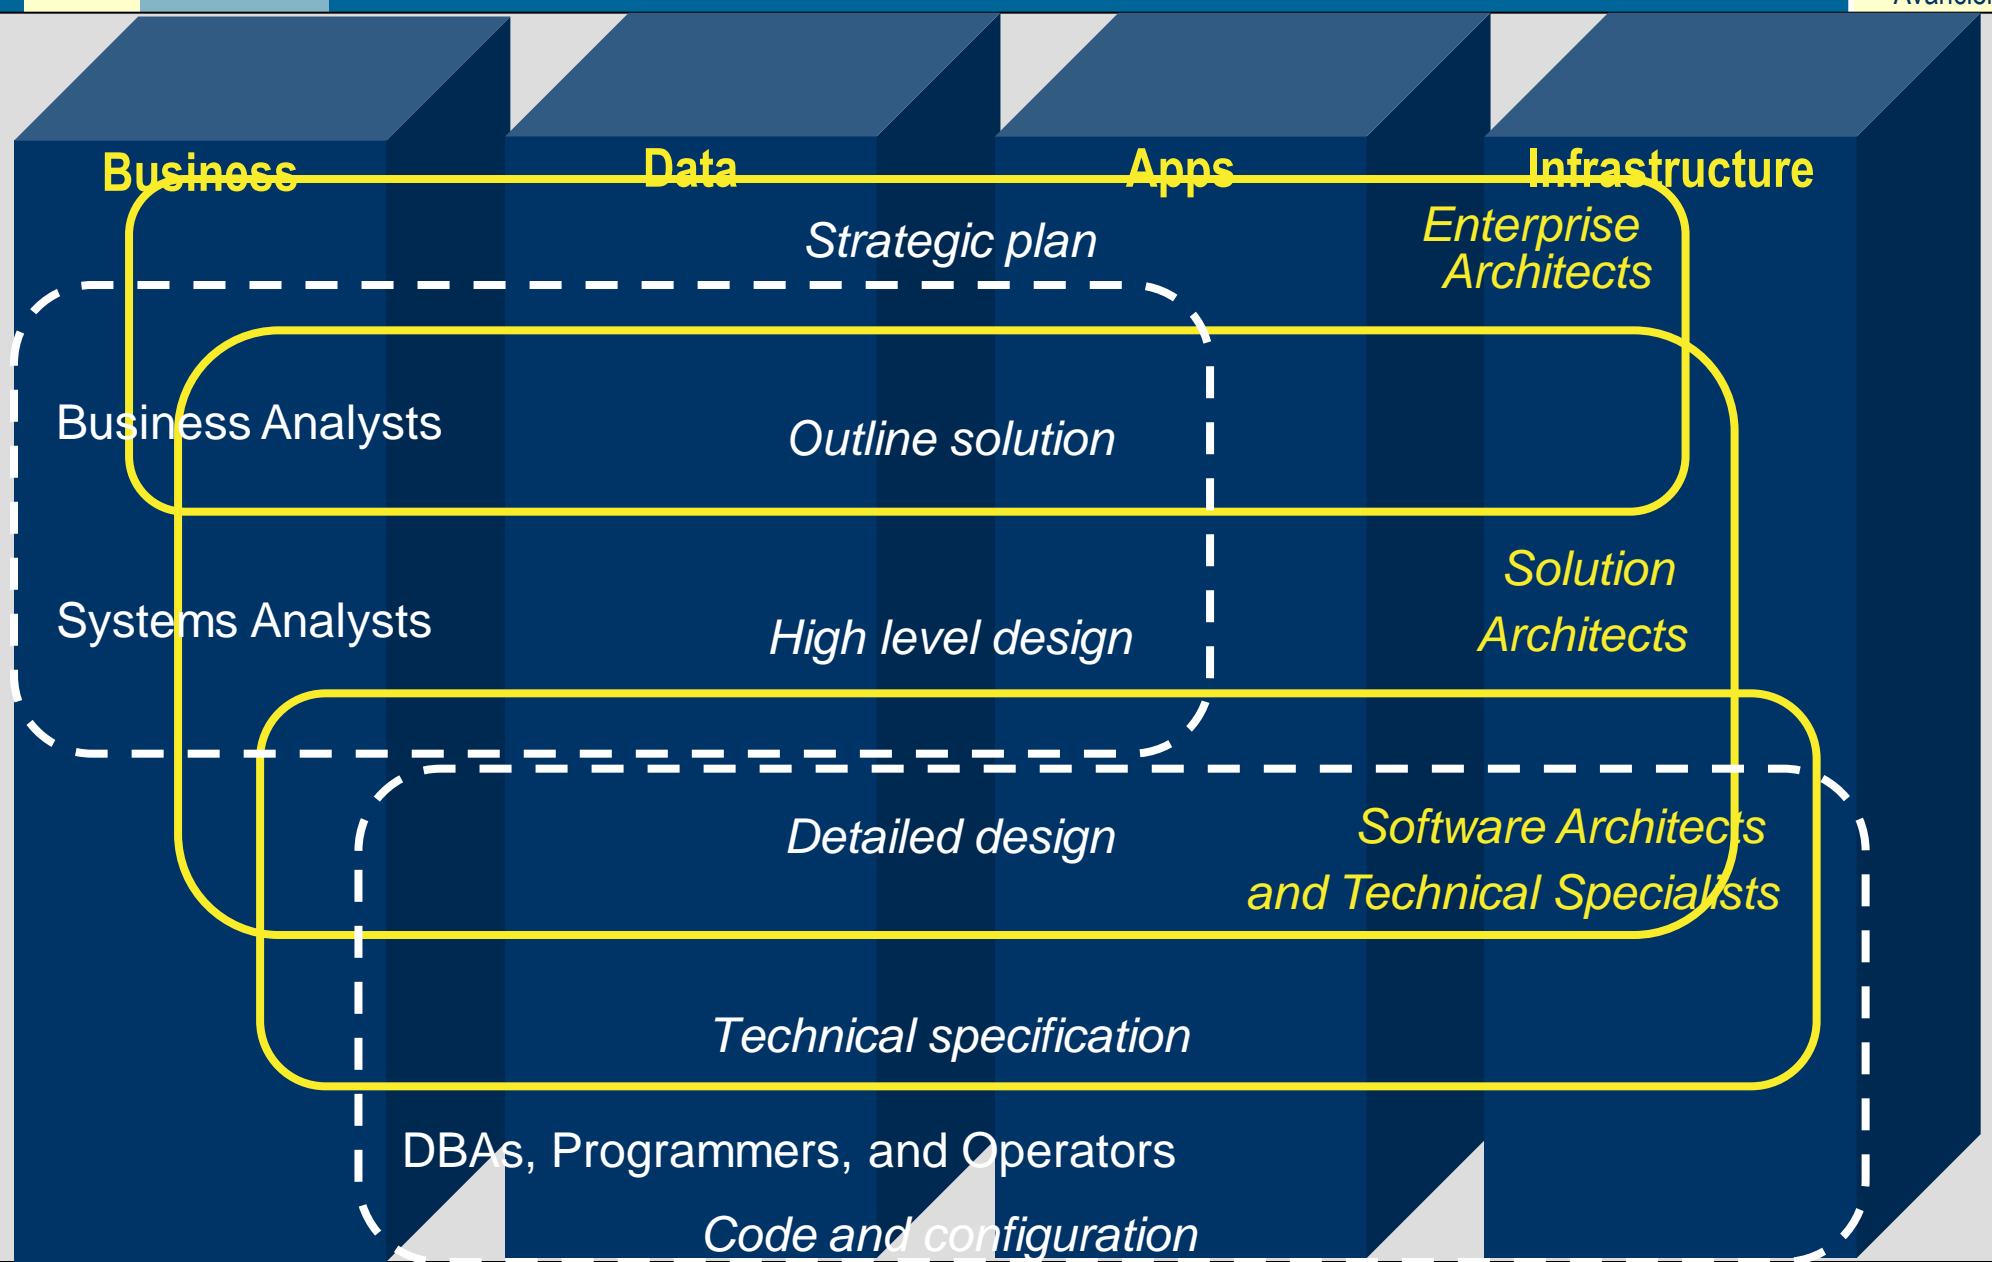 Business
Data
Apps
Infrastructure
Strategic plan
Enterprise
Architects
Business Analysts
Outline solution
Solution
Architects
Systems Analysts
High level design
Detailed design
Software Architects
and Technical Specialists
Technical specification
DBAs, Programmers, and Operators
Code and configuration